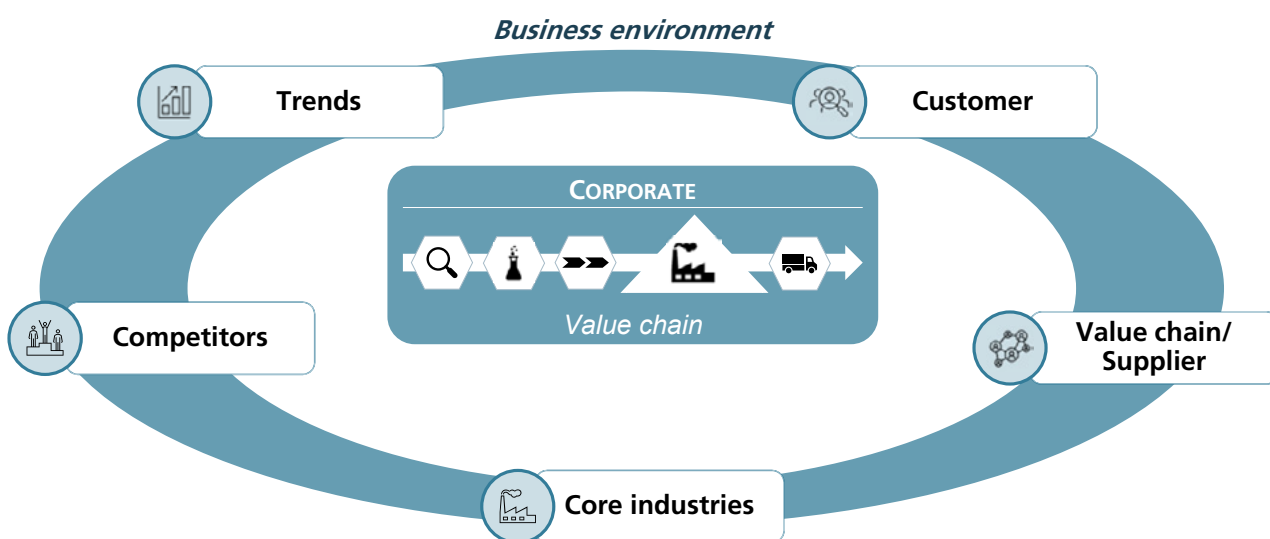 Business environment
Trends
Customer
CORPORATE
Value chain
Competitors
Value chain/
Supplier
Core industries